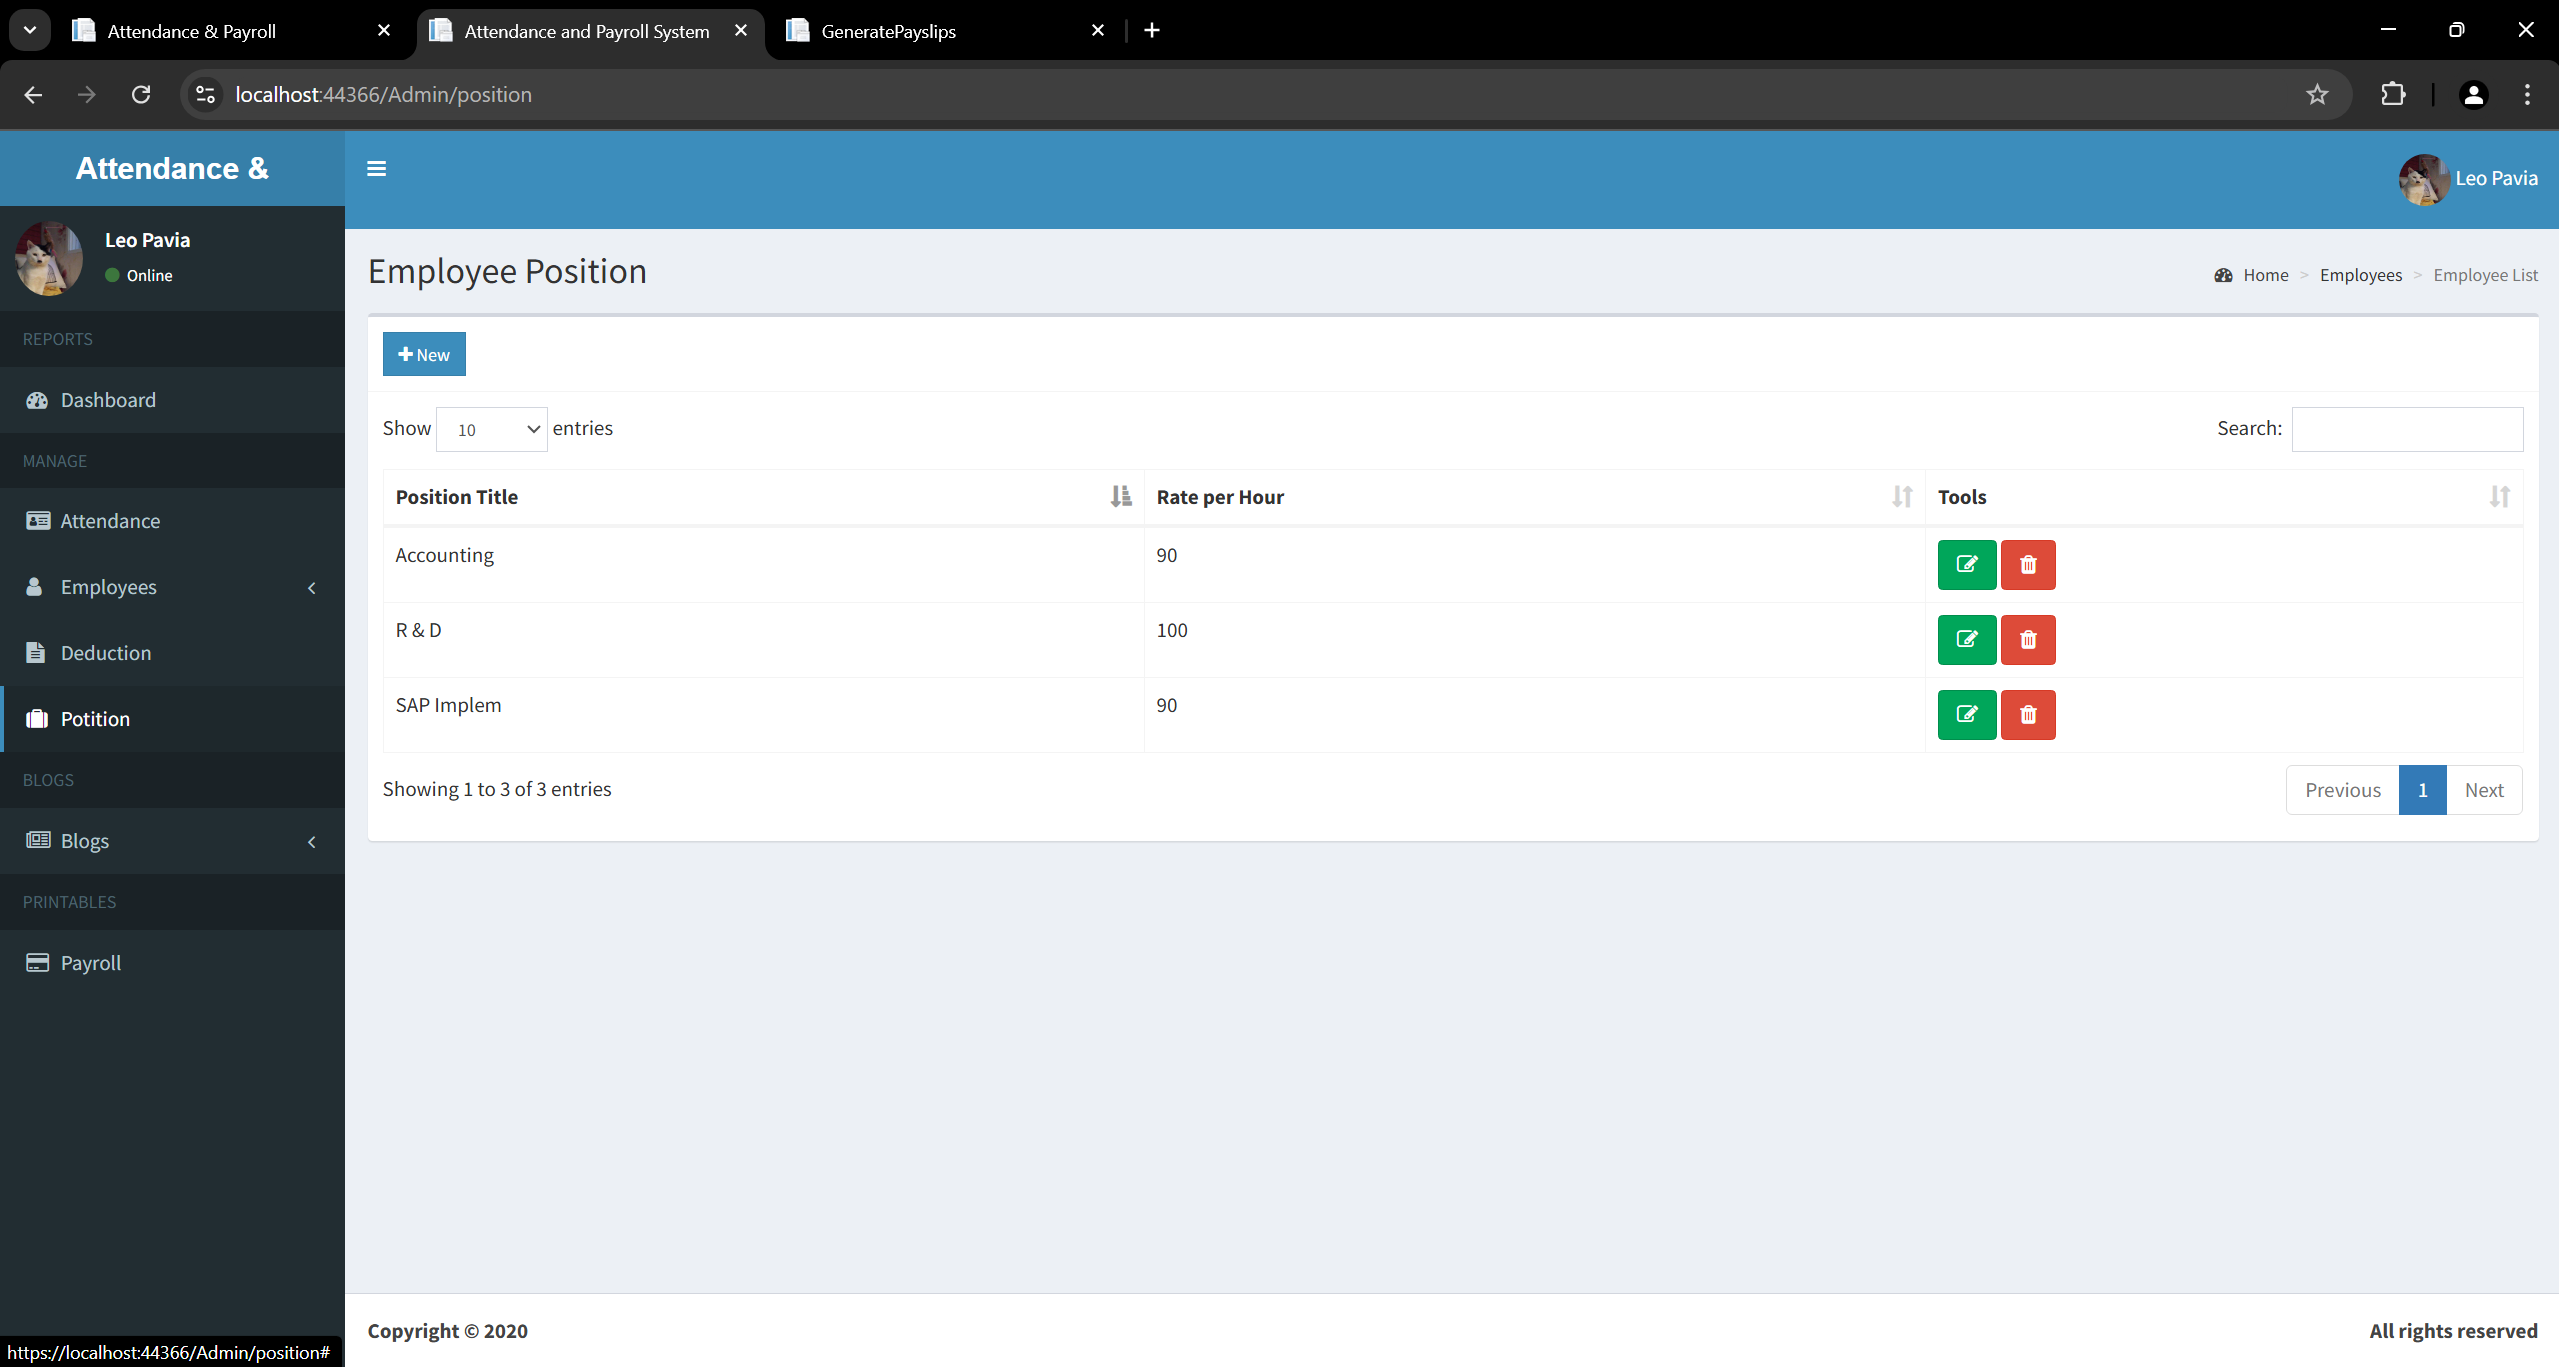 Attendance & Payroll
Attendance and Payroll System
GeneratePayslips
localhost:44366/Admin/position
Attendance &
Leo Pavia
Leo Pavia
Online
REPORTS
Dashboard
MANAGE
Attendance
Employees
Deduction
Potition
BLOGS
Blogs
PRINTABLES
Payroll
Employee Position
Home > Employees > Employee List
New
Show 10 entries
Search:
Position Title Rate per Hour Tools
Accounting 90
R & D 100
SAP Implem 90
Showing 1 to 3 of 3 entries
Previous 1 Next
Copyright © 2020
All rights reserved
https://localhost:44366/Admin/position#